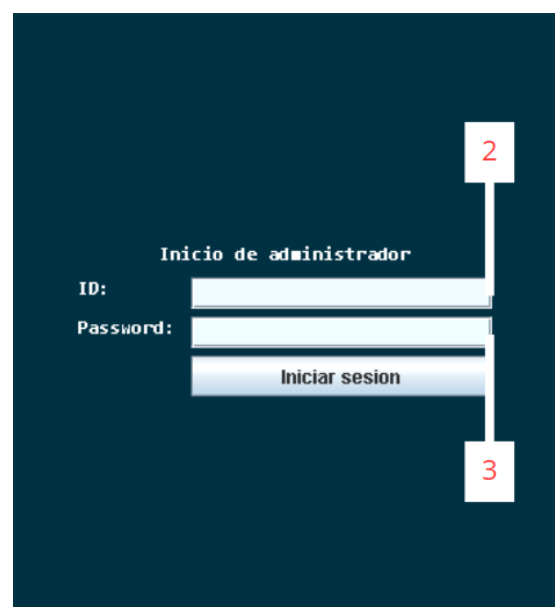 2
Inicio de administrador
ID:
Password:
Iniciar sesion
3